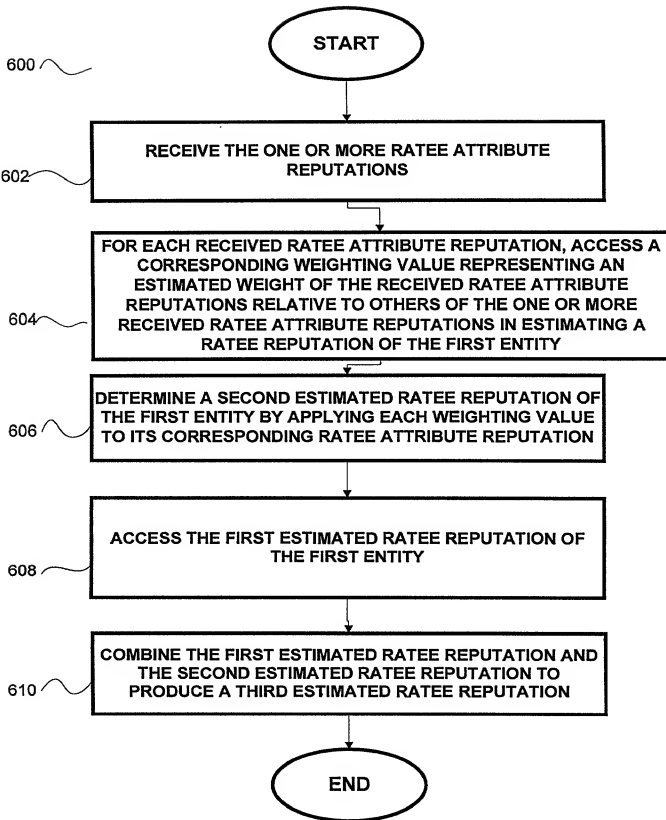 START
600
RECEIVE THE ONE OR MORE RATEE ATTRIBUTE
REPUTATIONS
602
FOR EACH RECEIVED RATEE ATTRIBUTE REPUTATION, ACCESS A
CORRESPONDING WEIGHTING VALUE REPRESENTING AN
ESTIMATED WEIGHT OF THE RECEIVED RATEE ATTRIBUTE
REPUTATIONS RELATIVE TO OTHERS OF THE ONE OR MORE
RECEIVED RATEE ATTRIBUTE REPUTATIONS IN ESTIMATING A
RATEE REPUTATION OF THE FIRST ENTITY
604
DETERMINE A SECOND ESTIMATED RATEE REPUTATION OF
THE FIRST ENTITY BY APPLYING EACH WEIGHTING VALUE
TO ITS CORRESPONDING RATEE ATTRIBUTE REPUTATION
606
ACCESS THE FIRST ESTIMATED RATEE REPUTATION OF
THE FIRST ENTITY
608
COMBINE THE FIRST ESTIMATED RATEE REPUTATION AND
THE SECOND ESTIMATED RATEE REPUTATION TO
PRODUCE A THIRD ESTIMATED RATEE REPUTATION
610
END